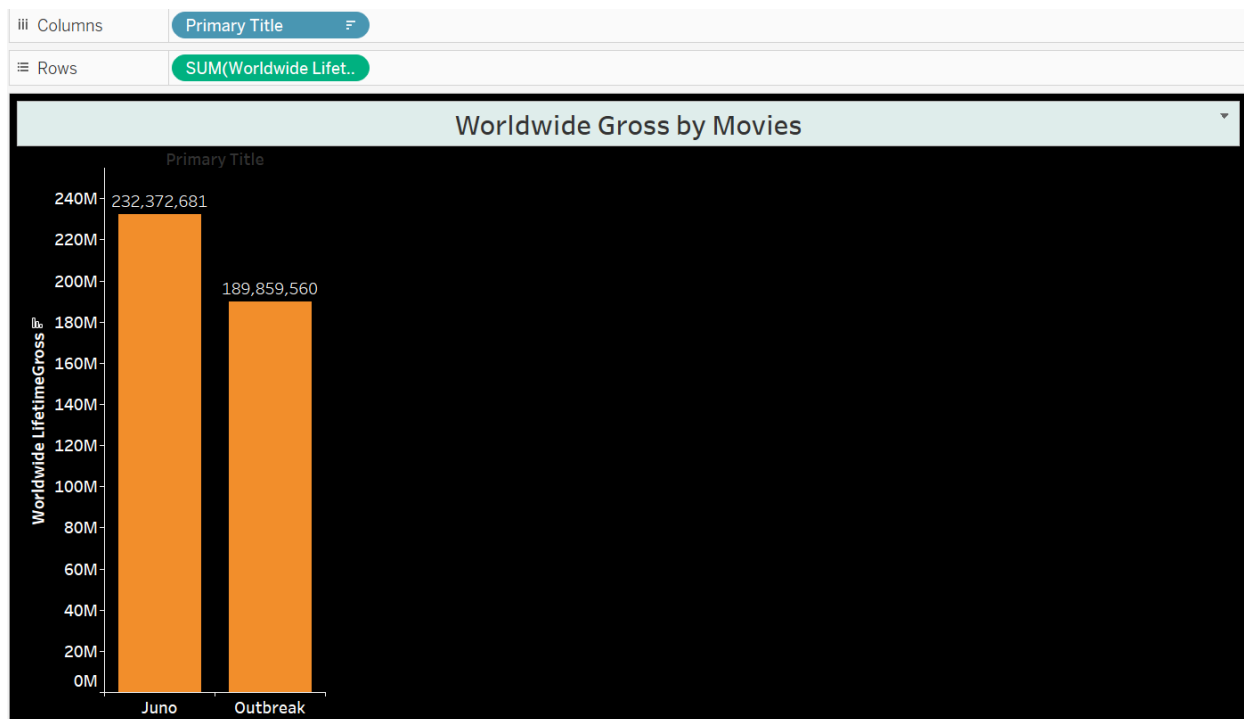 Columns
Primary Title
Rows
SUM(Worldwide Lifet..
Worldwide Gross by Movies
Primary Title
Worldwide LifetimeGross
240M
220M
200M
180M
160M
140M
120M
100M
80M
60M
40M
20M
0M
232,372,681
189,859,560
Juno
Outbreak